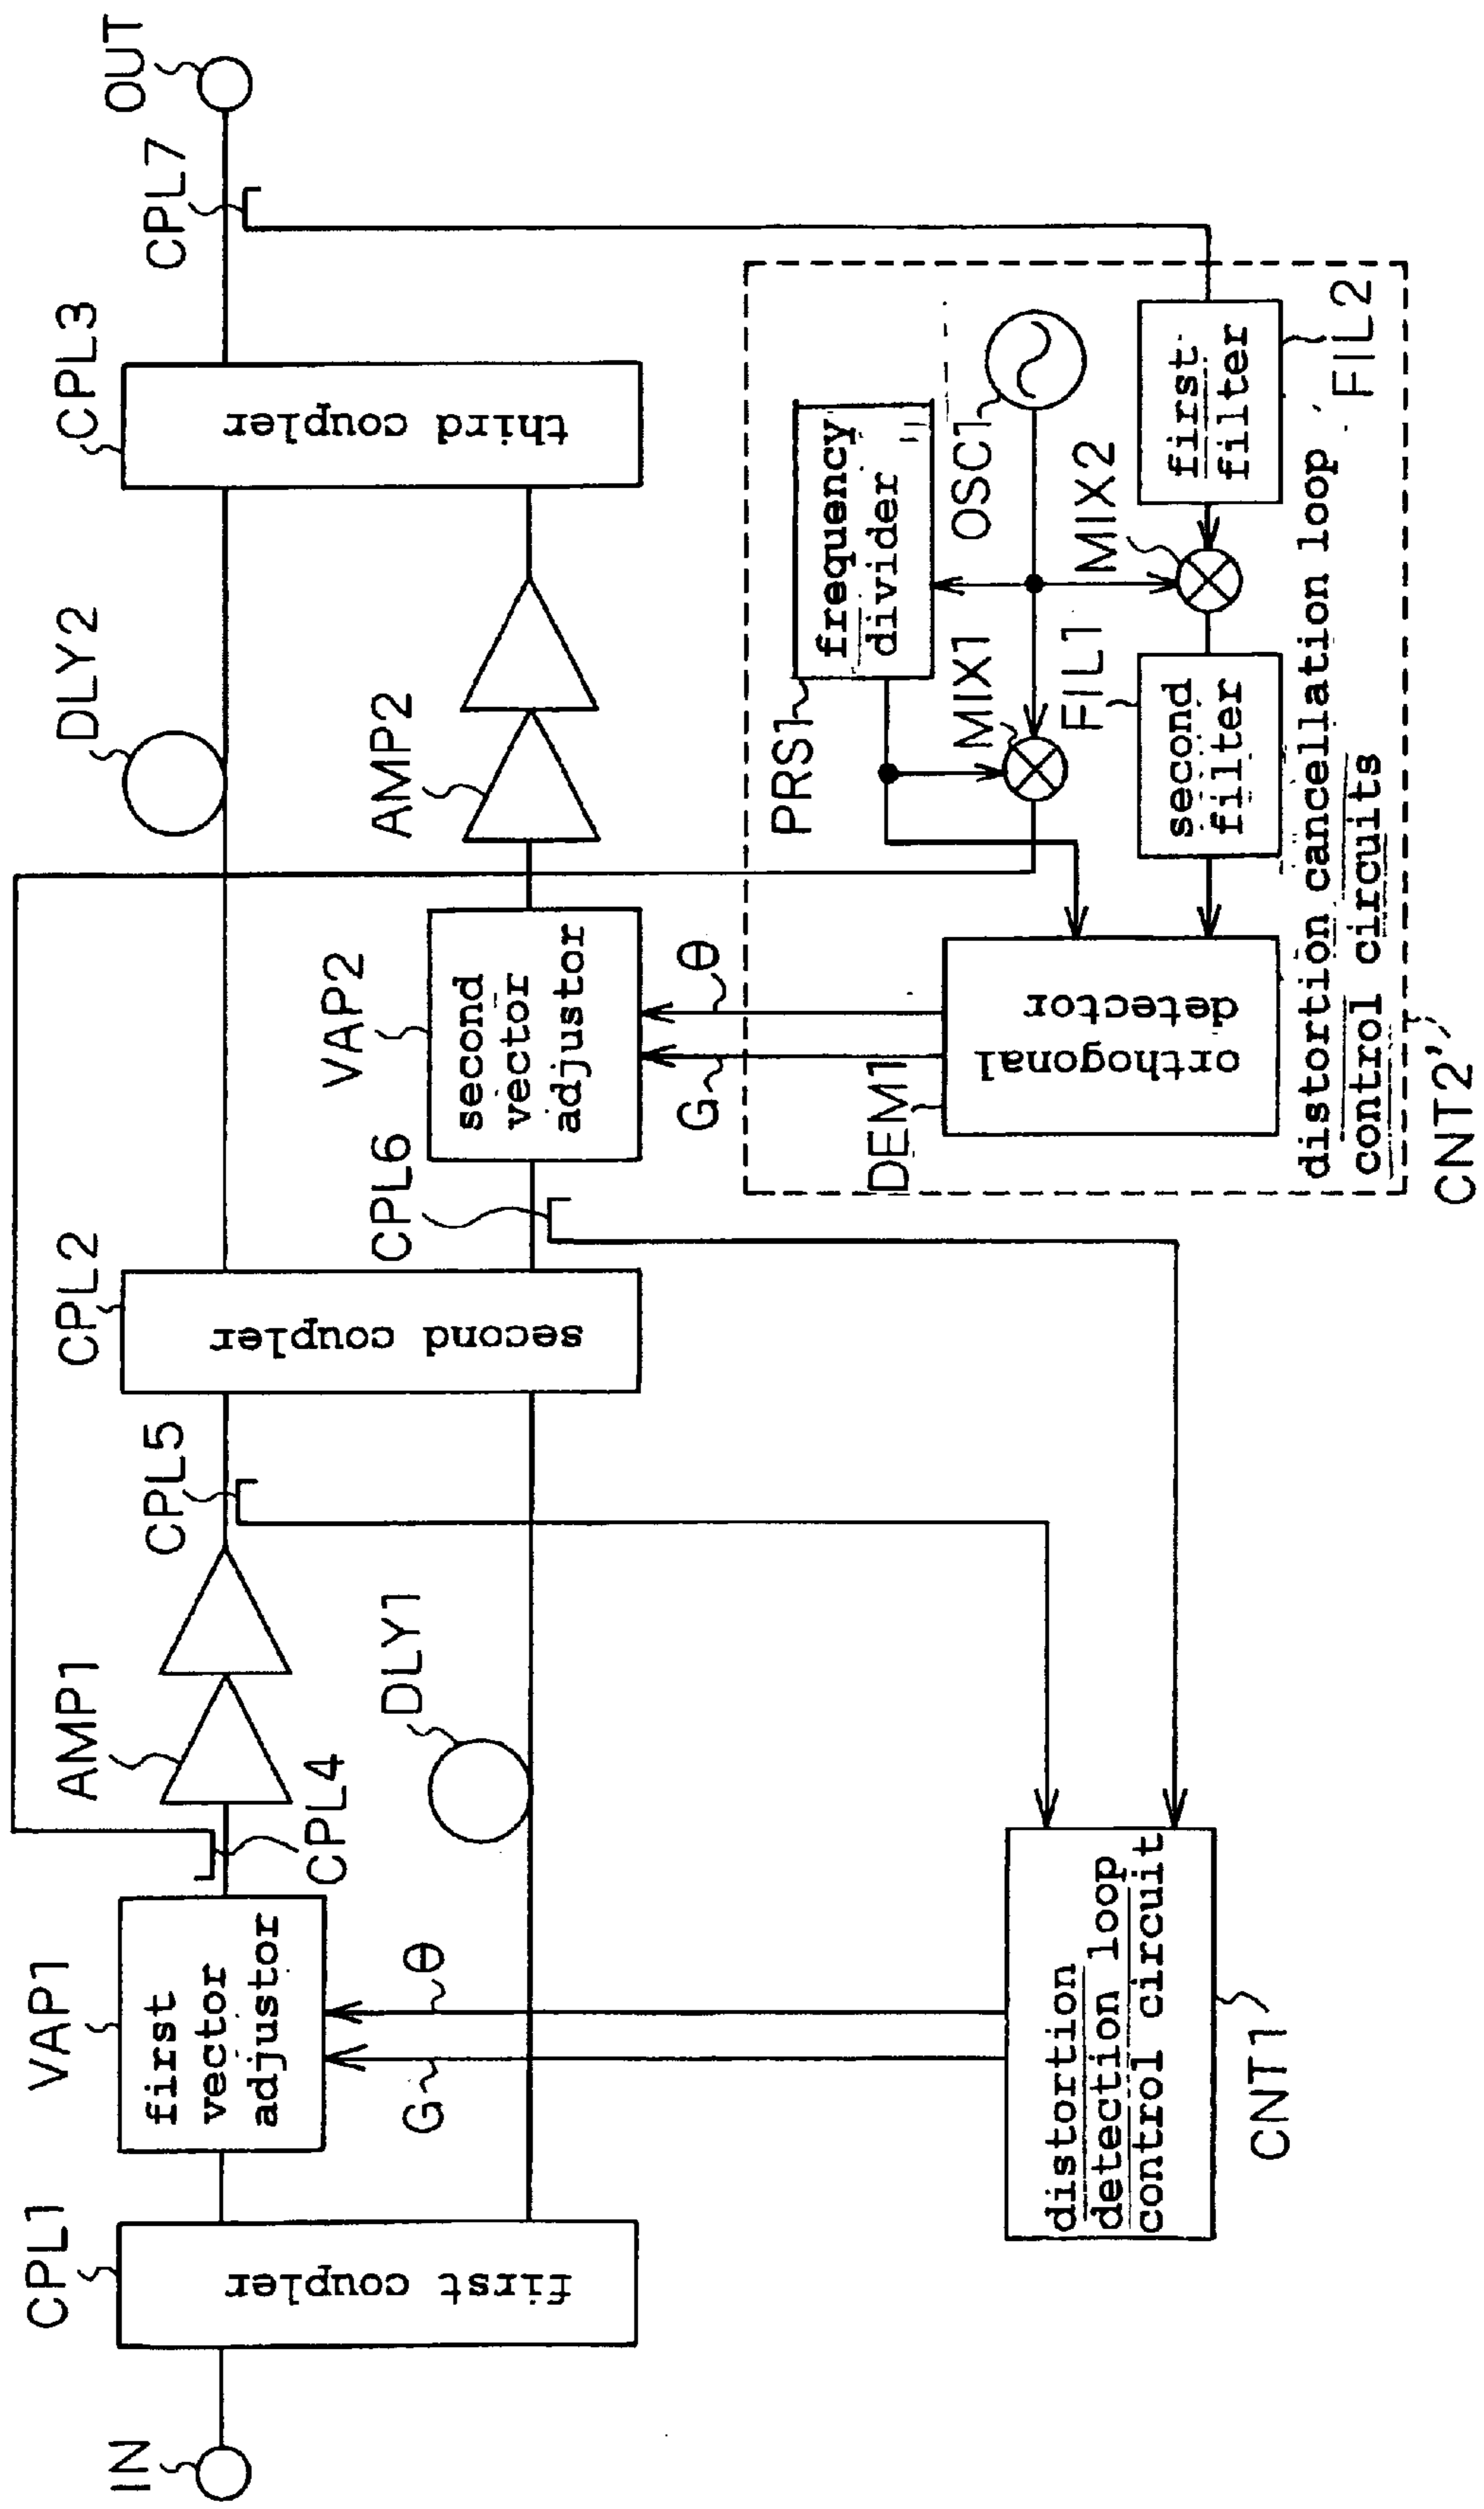 IN
OUT
CPL1
first coupler
VAP1
first
vector
adjustor
G
θ
CPL4
AMP1
DLY1
CPL5
CPL2
second coupler
CPL6
VAP2
second
vector
adjustor
G
θ
DLY2
AMP2
CPL3
third coupler
CPL7
distortion
detection loop
control circuit
CNT1
DEM1
orthogonal
detector
PRS1
frequency
divider
MIX1
OSC1
MIX2
FIL1
second
filter
first
filter
FIL2
distortion cancellation loop
control circuits
CNT2'